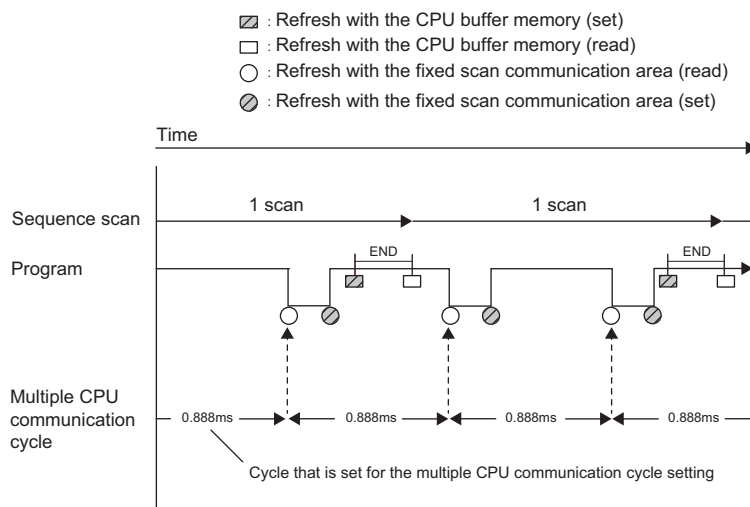 : Refresh with the CPU buffer memory (set)
: Refresh with the CPU buffer memory (read)
: Refresh with the fixed scan communication area (read)
: Refresh with the fixed scan communication area (set)
Time
Sequence scan
1 scan
1 scan
Program
END
END
Multiple CPU
communication
cycle
0.888ms
0.888ms
0.888ms
0.888ms
Cycle that is set for the multiple CPU communication cycle setting